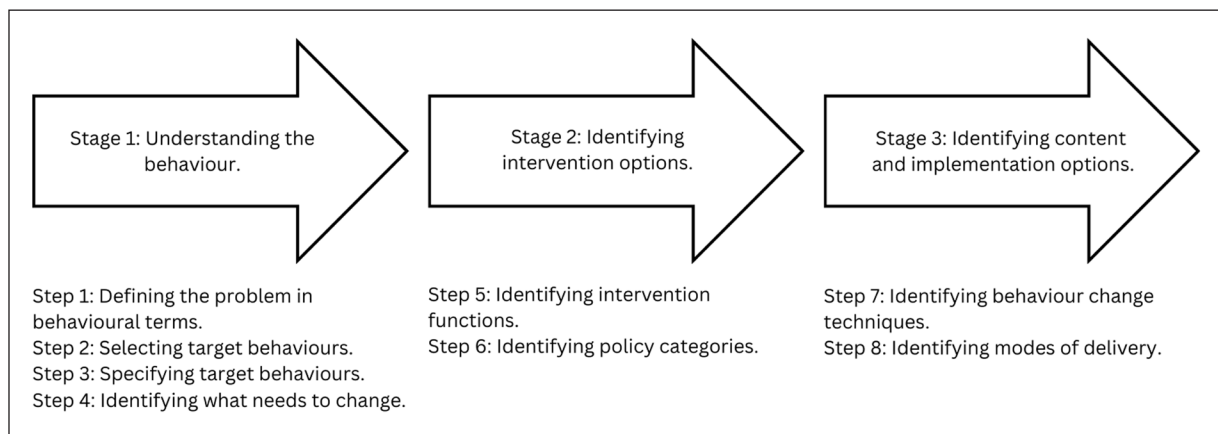 Stage 1: Understanding the
behaviour.
Stage 2: Identifying
intervention options.
Stage 3: Identifying content
and implementation options.
Step 1: Defining the problem in
behavioural terms.
Step 2: Selecting target behaviours.
Step 3: Specifying target behaviours.
Step 4: Identifying what needs to change.
Step 5: Identifying intervention
functions.
Step 6: Identifying policy categories.
Step 7: Identifying behaviour change
techniques.
Step 8: Identifying modes of delivery.